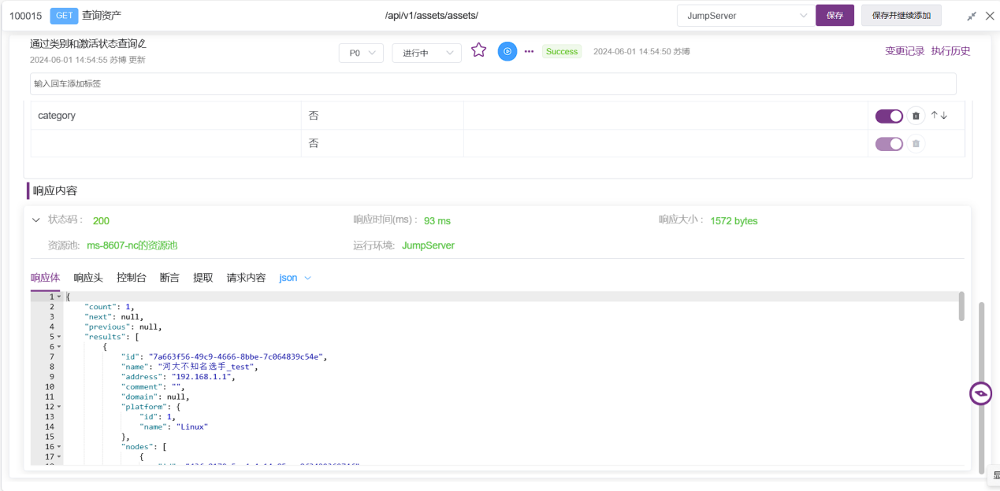 100015 GET 查询资产 /api/v1/assets/assets/ JumpServer 保存 保存并继续添加
通过类别和激活状态查询
2024-06-01 14:54:55 苏博 更新 P0 进行中 Success 2024-06-01 14:54:50 苏博 变更记录 执行历史
输入回车添加标签
category 否
否
响应内容
状态码： 200 响应时间(ms)： 93 ms 响应大小： 1572 bytes
资源池: ms-8607-nc的资源池 运行环境: JumpServer
响应体 响应头 控制台 断言 提取 请求内容 json
1 {
2 "count": 1,
3 "next": null,
4 "previous": null,
5 "results": [
6 {
7 "id": "7a663f56-49c9-4666-8bbe-7c064839c54e",
8 "name": "河大不知名选手_test",
9 "address": "192.168.1.1",
10 "comment": "",
11 "domain": null,
12 "platform": {
13 "id": 1,
14 "name": "Linux"
15 },
16 "nodes": [
17 {